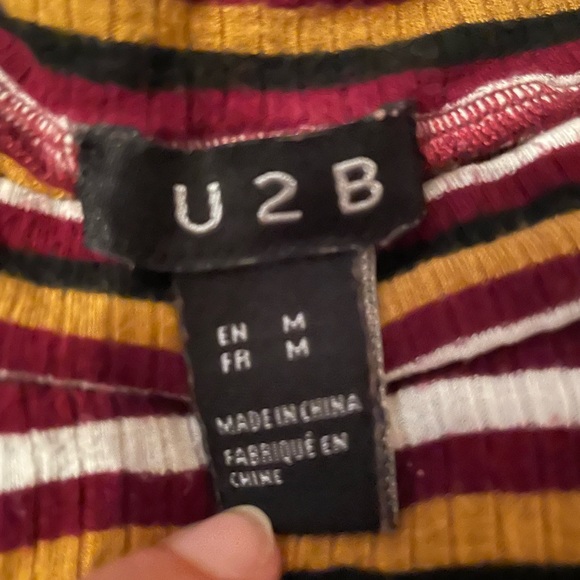 U2B
EN M
FR M
MADE IN CHINA
FABRIQUÉ EN
CHINE